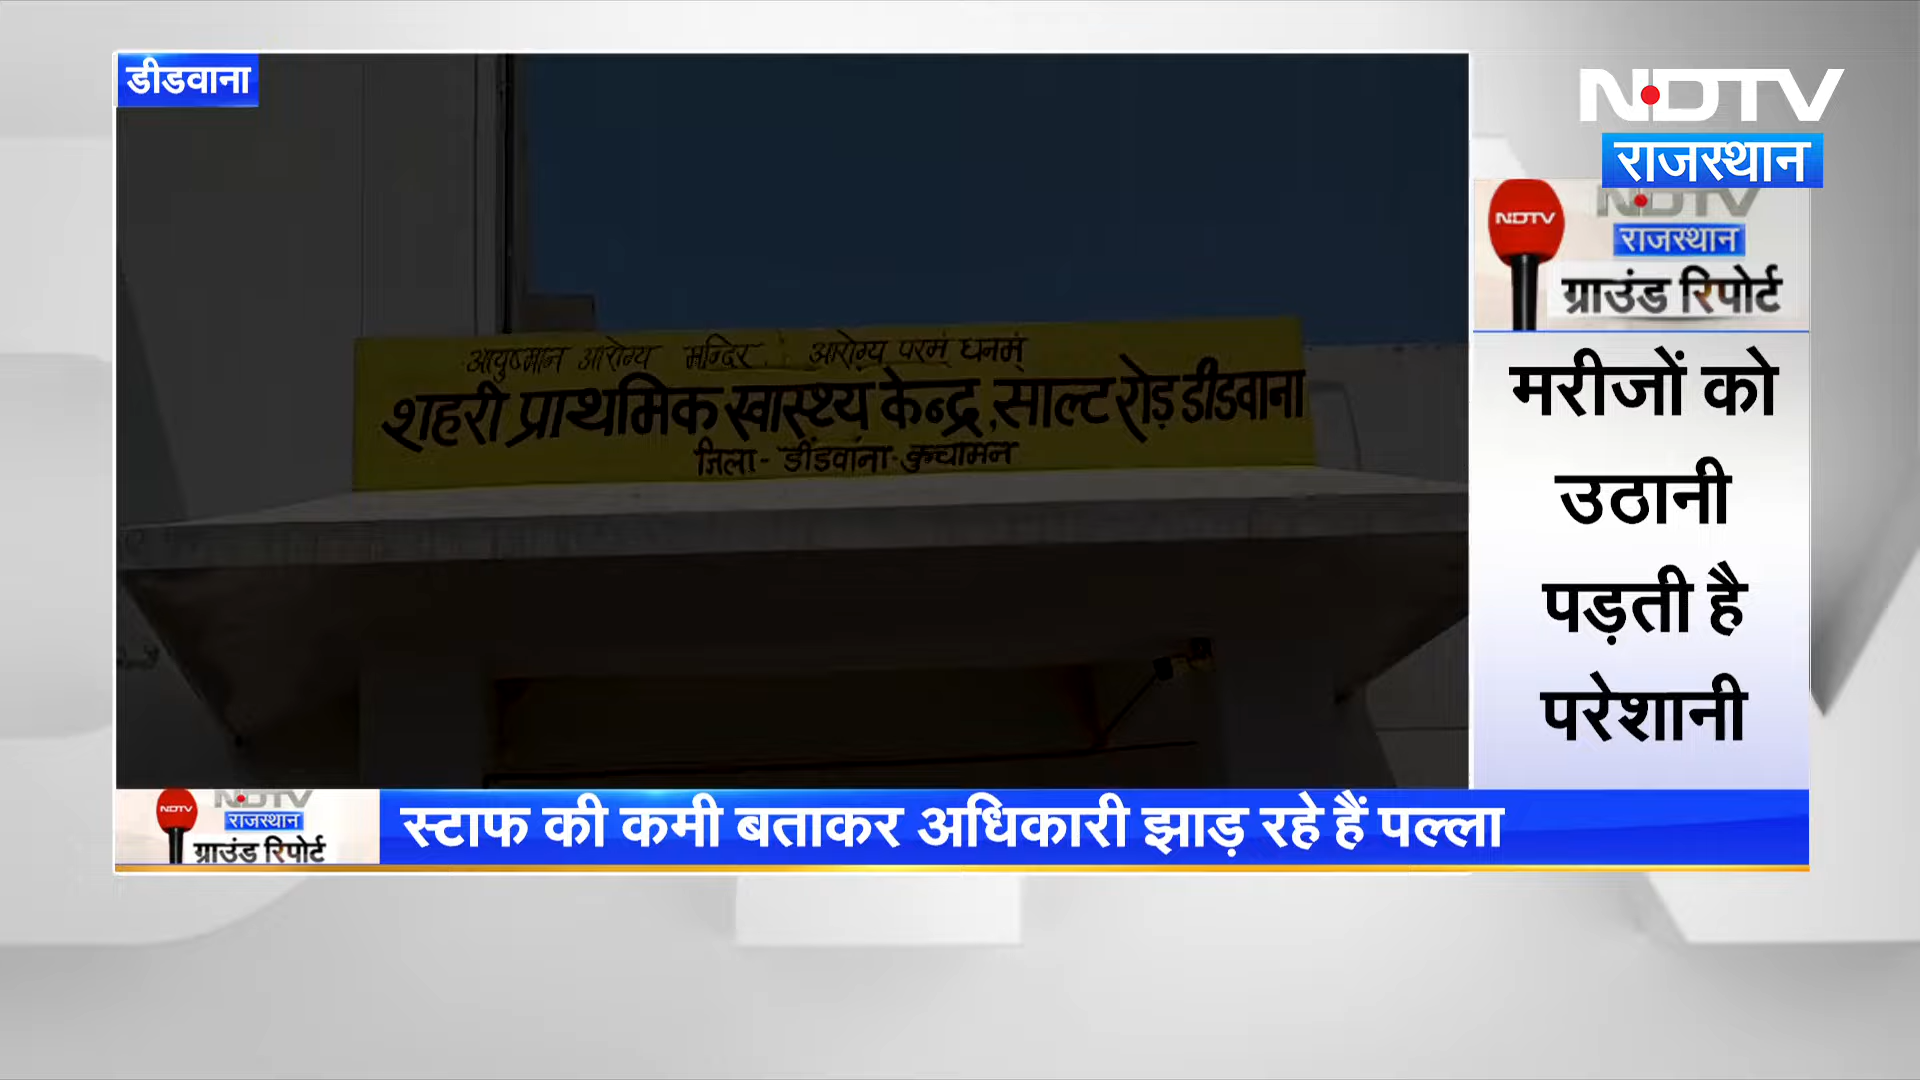 डीडवाना
NDTV
राजस्थान
NDTV
NDTV
राजस्थान
ग्राउंड रिपोर्ट
आयुष्मान आरोग्य मन्दिर आरोग्य परमं धनमं
शहरी प्राथमिक स्वास्थ्य केन्द्र, साल्ट रोड़ डीडवाना
जिला - डीडवाना - कुचामन
मरीजों को
उठानी
पड़ती है
परेशानी
NDTV
NDTV
राजस्थान
ग्राउंड रिपोर्ट
स्टाफ की कमी बताकर अधिकारी झाड़ रहे हैं पल्ला